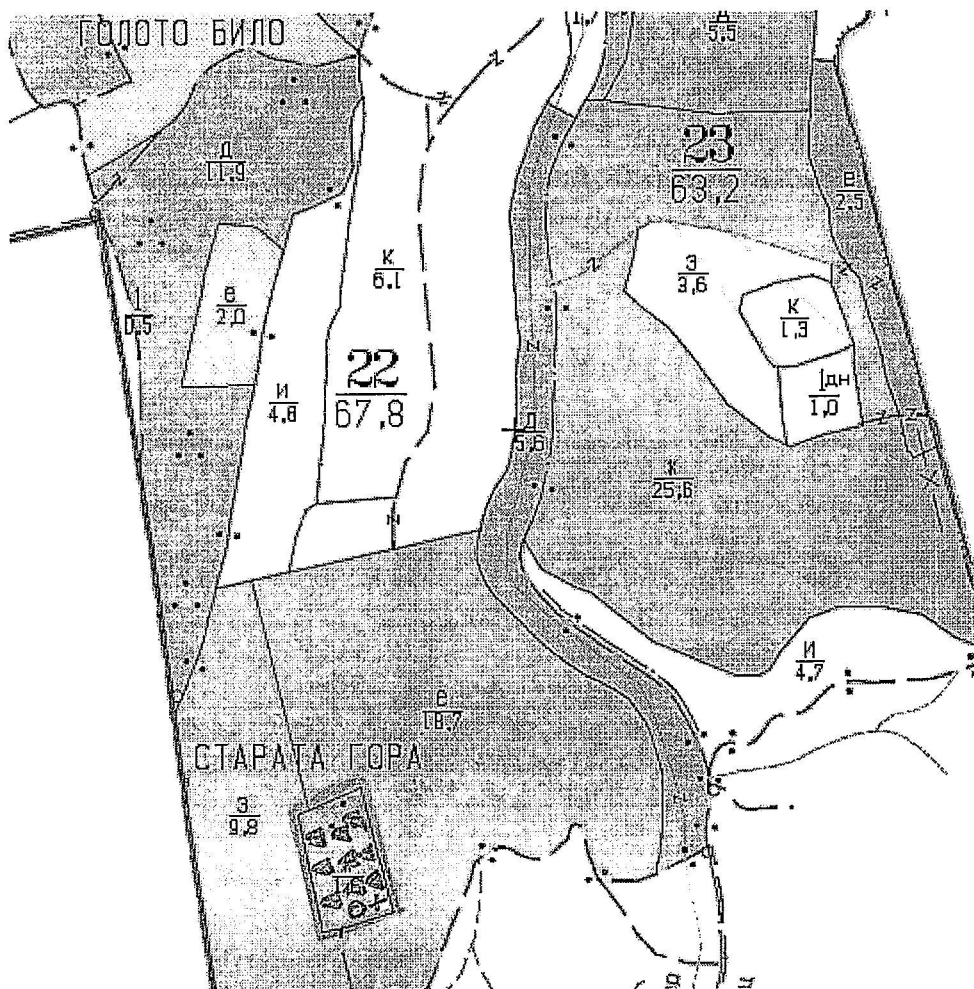 ГОЛОТО БИЛО
Д
5,5
23
63,2
Д
11,9
е
2,5
З
3,6
К
6,1
е
2,0
1
0,5
К
1,3
22
67,8
И
4,8
1дн
1,0
Д
5,6
Ж
25,6
И
4,7
е
18,7
СТАРАТА ГОРА
З
9,8
1,6